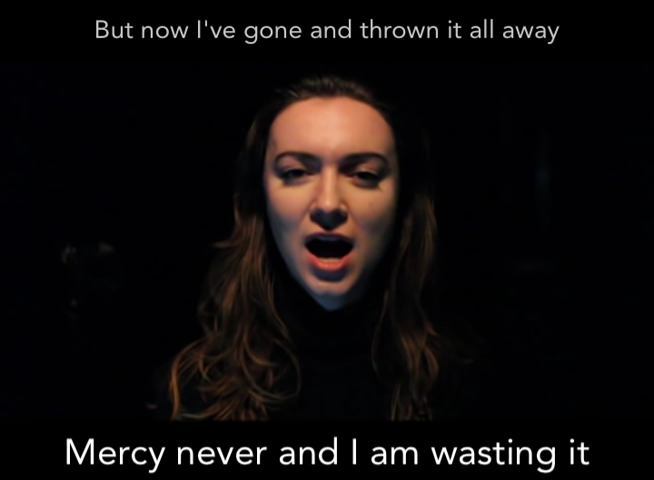 But now I've gone and thrown it all away
Mercy never and I am wasting it